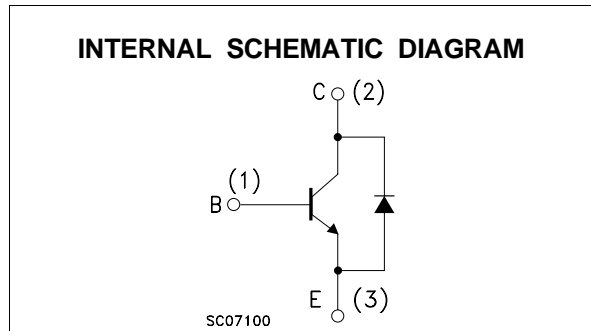 INTERNAL SCHEMATIC DIAGRAM
C (2)
(1)
B
E (3)
SC07100